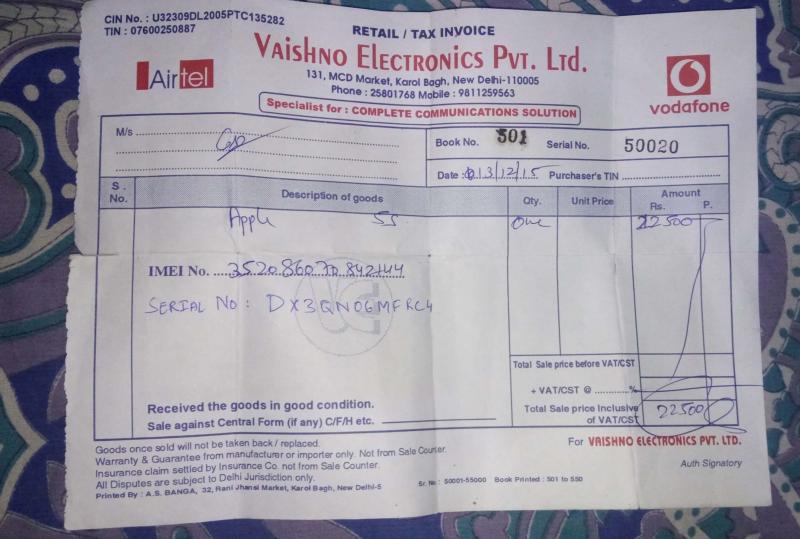 CIN No. : U32309DL2005PTC135282
TIN : 07600250887
RETAIL / TAX INVOICE
VAISHNO ELECTRONICS PVT. LTD.
131, MCD Market, Karol Bagh, New Delhi-110005
Phone : 25801768 Mobile : 9811259563
Specialist for : COMPLETE COMMUNICATIONS SOLUTION
Airtel
vodafone
M/s
Book No. 501 Serial No. 50020
Date : 13/12/15 Purchaser's TIN
S. No. Description of goods Qty. Unit Price Amount Rs. P.
Apple 5S One 22500
IMEI No.
SERIAL NO : DX3QN06MFRC4
Total Sale price before VAT/CST
+ VAT/CST @ %
Total Sale price Inclusive of VAT/CST 22500
Received the goods in good condition.
Sale against Central Form (if any) C/F/H etc.
For VAISHNO ELECTRONICS PVT. LTD.
Auth Signatory
Goods once sold will not be taken back / replaced.
Warranty & Guarantee from manufacturer or importer only. Not from Sale Counter.
Insurance claim settled by Insurance Co. not from Sale Counter.
All Disputes are subject to Delhi Jurisdiction only.
Printed By : A.S. BANGA, 32, Rani Jhansi Market, Karol Bagh, New Delhi-5
Sr. No : 50001-55000 Book Printed : 501 to 550